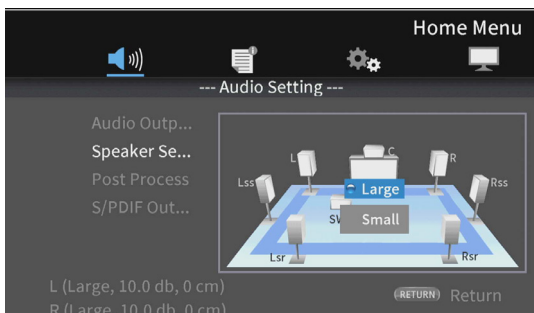 Home Menu
--- Audio Setting ---
Audio Outp...
Speaker Se...
Post Process
S/PDIF Out...
L
C
R
Lss
Rss
Large
Small
Lsr
Rsr
L (Large, 10.0 db, 0 cm)
R (Large, 10.0 db, 0 cm)
RETURN Return